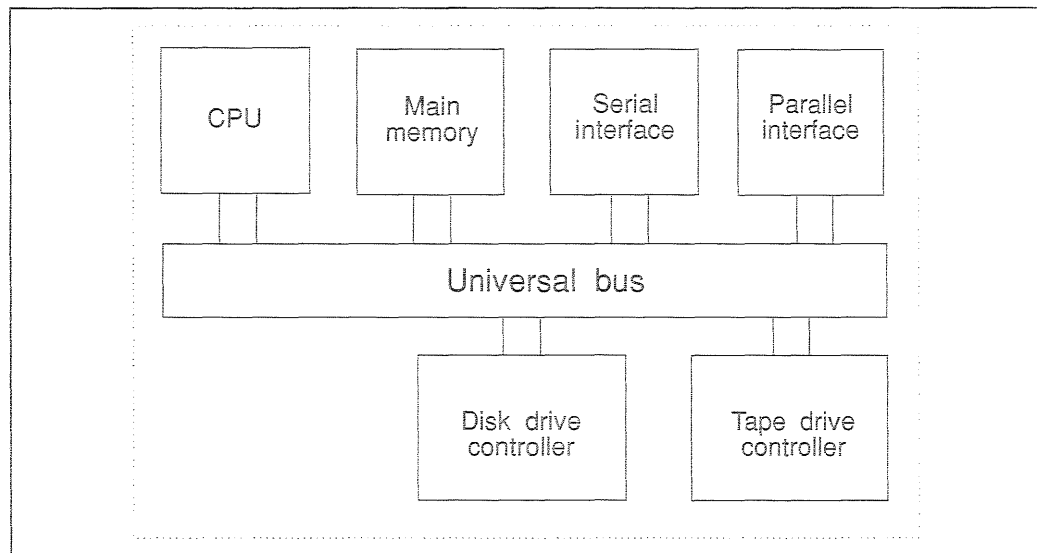 CPU
Main
memory
Serial
interface
Parallel
interface
Universal bus
Disk drive
controller
Tape drive
controller